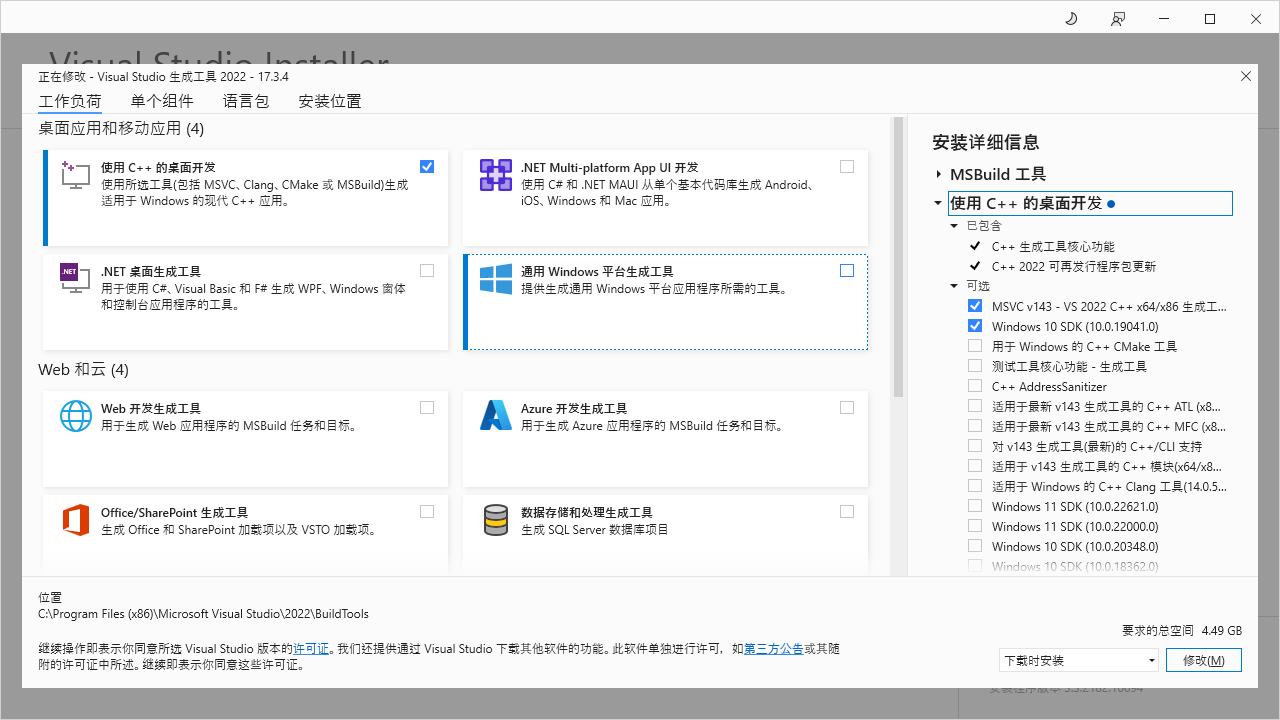 Visual Studio Installer
正在修改 - Visual Studio 生成工具 2022 - 17.3.4
工作负荷 单个组件 语言包 安装位置
桌面应用和移动应用 (4)
使用 C++ 的桌面开发
使用所选工具(包括 MSVC、Clang、CMake 或 MSBuild)生成
适用于 Windows 的现代 C++ 应用。
.NET Multi-platform App UI 开发
使用 C# 和 .NET MAUI 从单个基本代码库生成 Android、
iOS、Windows 和 Mac 应用。
.NET
.NET 桌面生成工具
用于使用 C#、Visual Basic 和 F# 生成 WPF、Windows 窗体
和控制台应用程序的工具。
通用 Windows 平台生成工具
提供生成通用 Windows 平台应用程序所需的工具。
Web 和云 (4)
Web 开发生成工具
用于生成 Web 应用程序的 MSBuild 任务和目标。
Azure 开发生成工具
用于生成 Azure 应用程序的 MSBuild 任务和目标。
Office/SharePoint 生成工具
生成 Office 和 SharePoint 加载项以及 VSTO 加载项。
数据存储和处理生成工具
生成 SQL Server 数据库项目
安装详细信息
MSBuild 工具
使用 C++ 的桌面开发
已包含
C++ 生成工具核心功能
C++ 2022 可再发行程序包更新
可选
MSVC v143 - VS 2022 C++ x64/x86 生成工...
Windows 10 SDK (10.0.19041.0)
用于 Windows 的 C++ CMake 工具
测试工具核心功能 - 生成工具
C++ AddressSanitizer
适用于最新 v143 生成工具的 C++ ATL (x8...
适用于最新 v143 生成工具的 C++ MFC (x8...
对 v143 生成工具(最新)的 C++/CLI 支持
适用于 v143 生成工具的 C++ 模块(x64/x8...
适用于 Windows 的 C++ Clang 工具(14.0.5...
Windows 11 SDK (10.0.22621.0)
Windows 11 SDK (10.0.22000.0)
Windows 10 SDK (10.0.20348.0)
Windows 10 SDK (10.0.18362.0)
位置
C:\Program Files (x86)\Microsoft Visual Studio\2022\BuildTools
继续操作即表示你同意所选 Visual Studio 版本的许可证。我们还提供通过 Visual Studio 下载其他软件的功能。此软件单独进行许可，如第三方公告或其随
附的许可证中所述。继续即表示你同意这些许可证。
要求的总空间 4.49 GB
下载时安装
修改(M)
安装程序版本 3.3.2182.10694